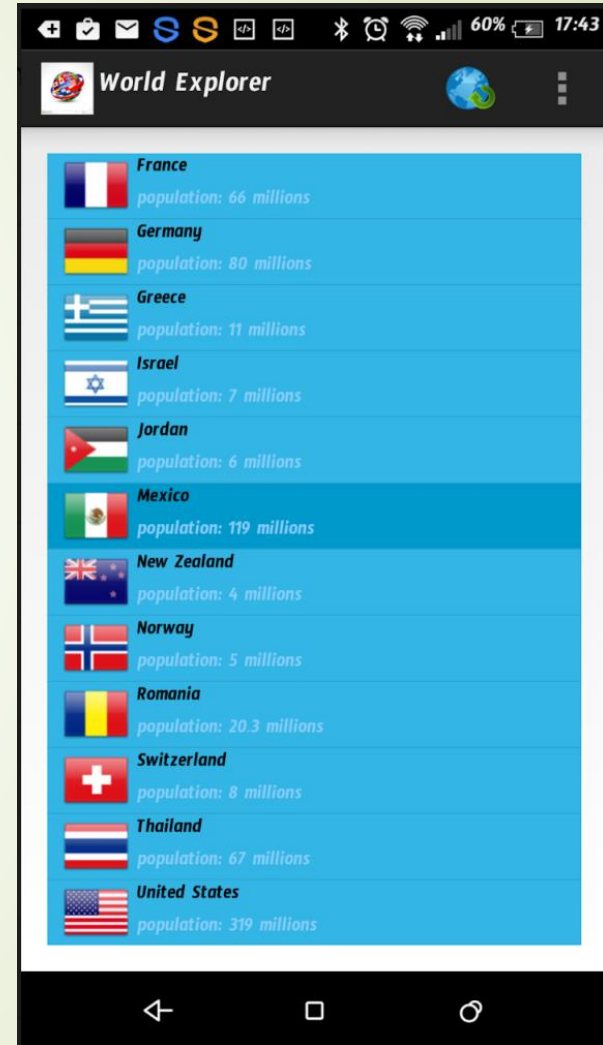 60% 17:43
World Explorer
France
population: 66 millions
Germany
population: 80 millions
Greece
population: 11 millions
Israel
population: 7 millions
Jordan
population: 6 millions
Mexico
population: 119 millions
New Zealand
population: 4 millions
Norway
population: 5 millions
Romania
population: 20.3 millions
Switzerland
population: 8 millions
Thailand
population: 67 millions
United States
population: 319 millions